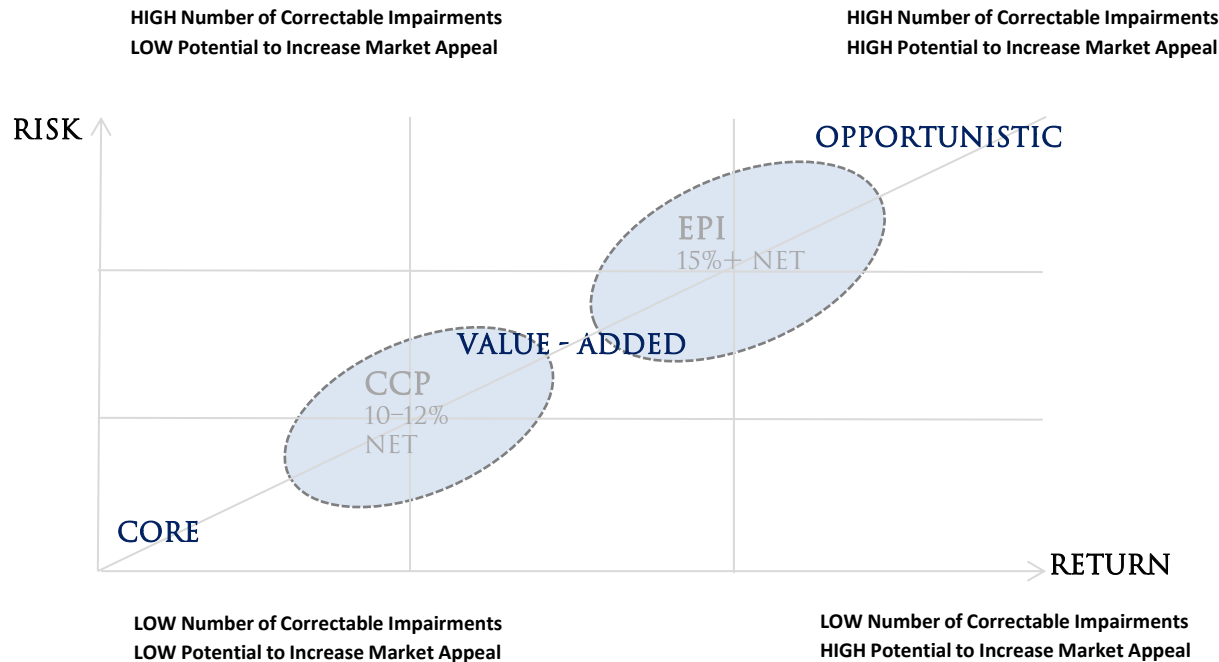 HIGH Number of Correctable Impairments
LOW Potential to Increase Market Appeal
HIGH Number of Correctable Impairments
HIGH Potential to Increase Market Appeal
RISK
OPPORTUNISTIC
EPI
15%+ NET
VALUE - ADDED
CCP
10-12%
NET
CORE
RETURN
LOW Number of Correctable Impairments
LOW Potential to Increase Market Appeal
LOW Number of Correctable Impairments
HIGH Potential to Increase Market Appeal